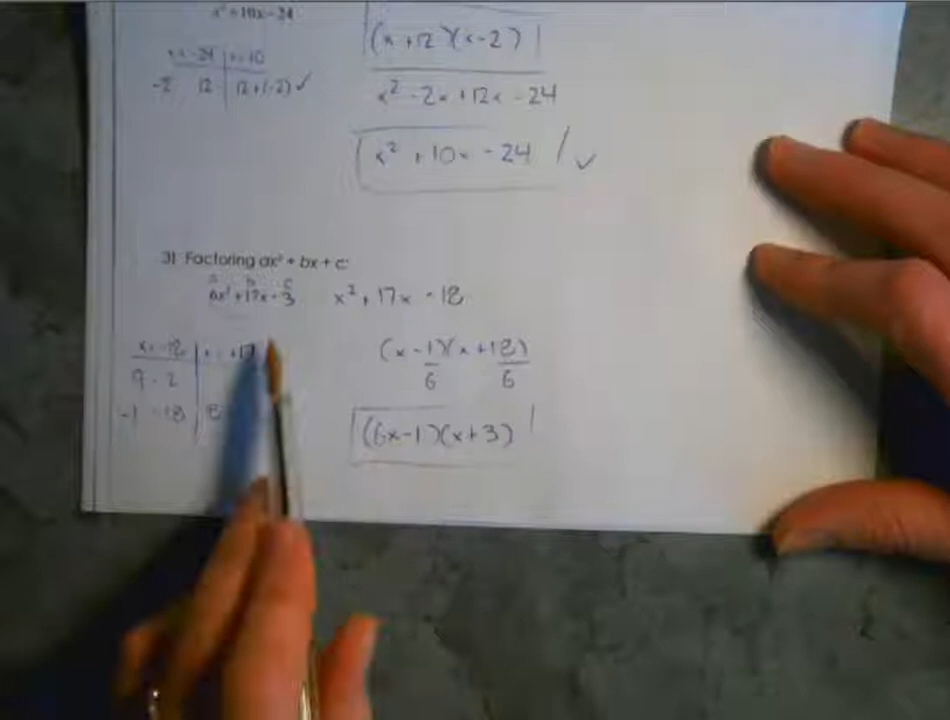 x² + 10x - 24
x = -24 x = 10
-2 12 12 + (-2) ✓
(x + 12)(x - 2)
x² - 2x + 12x - 24
x² + 10x - 24 ✓
3) Factoring ax² + bx + c:
a b c
6x² + 17x - 3
x² + 17x - 18
x = -18 x = +17
(x - 1)(x + 18)
6 6
9 · 2
-1 18
(6x - 1)(x + 3)